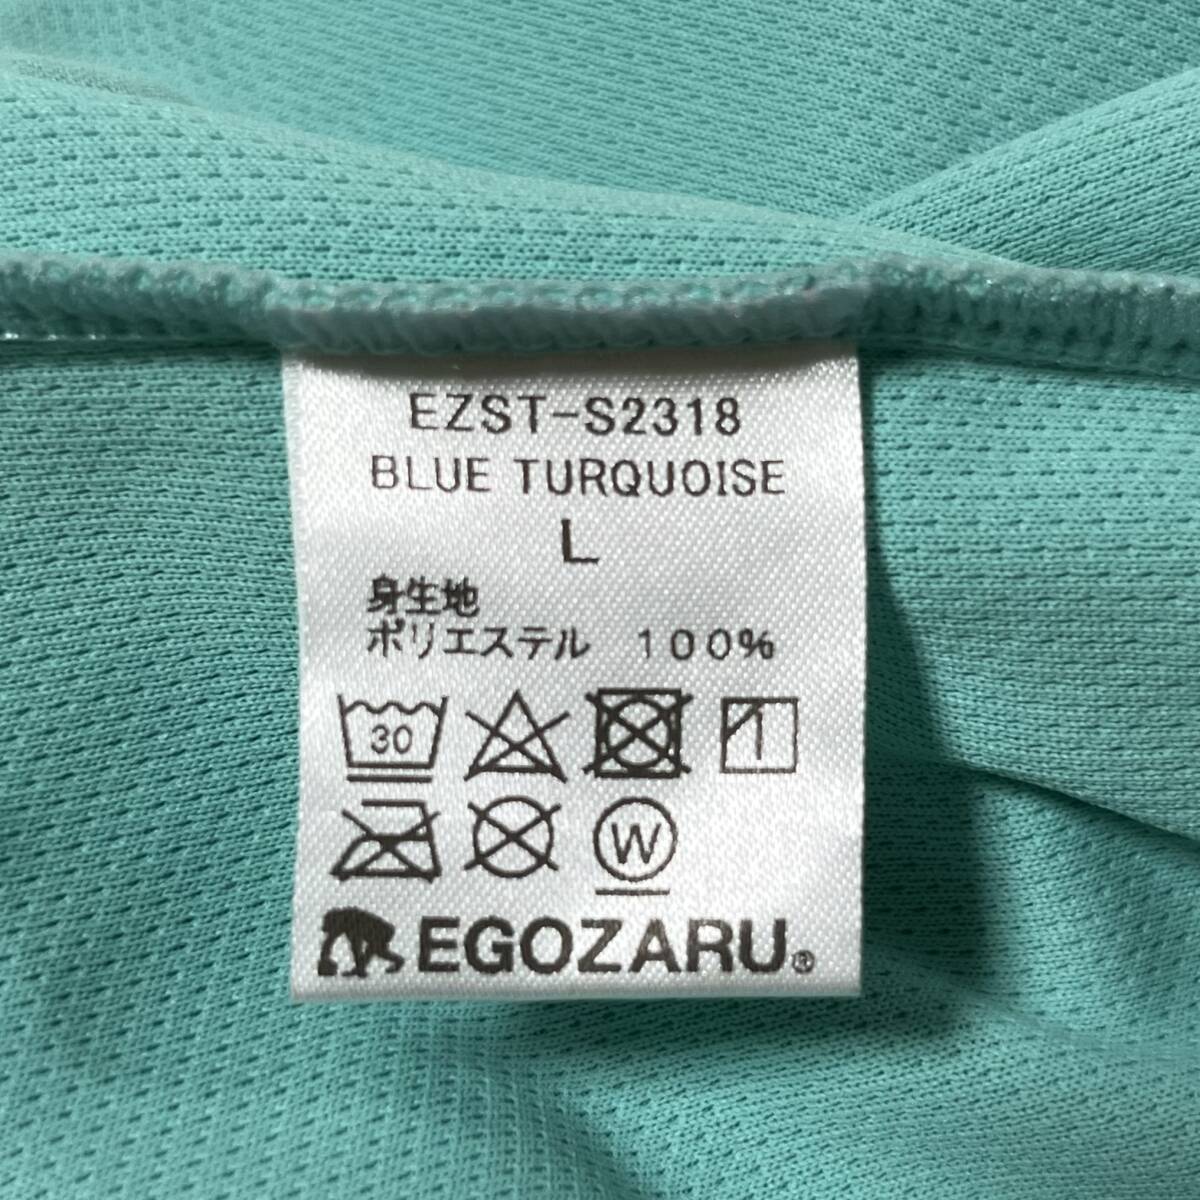 EZST-S2318
BLUE TURQUOISE
L
身生地
ポリエステル 100%
30
W
EGOZARU®